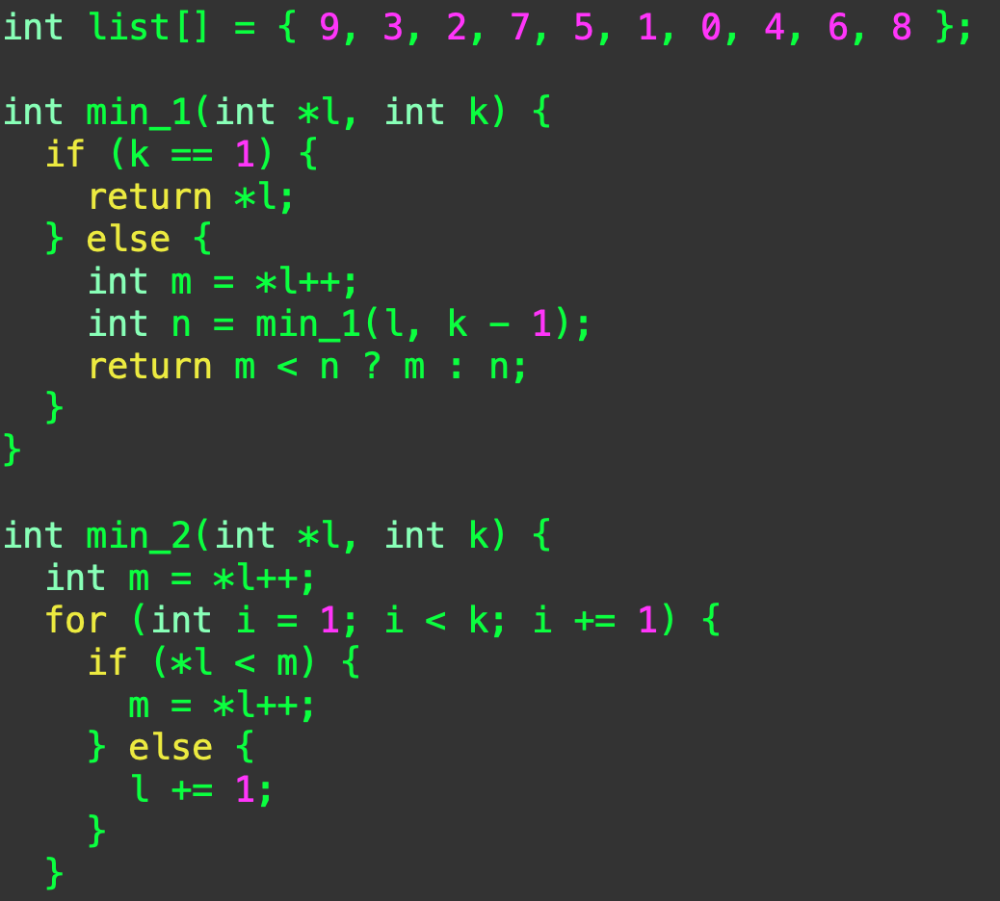 int list[] = { 9, 3, 2, 7, 5, 1, 0, 4, 6, 8 };

int min_1(int *l, int k) {
  if (k == 1) {
    return *l;
  } else {
    int m = *l++;
    int n = min_1(l, k - 1);
    return m < n ? m : n;
  }
}

int min_2(int *l, int k) {
  int m = *l++;
  for (int i = 1; i < k; i += 1) {
    if (*l < m) {
      m = *l++;
    } else {
      l += 1;
    }
  }